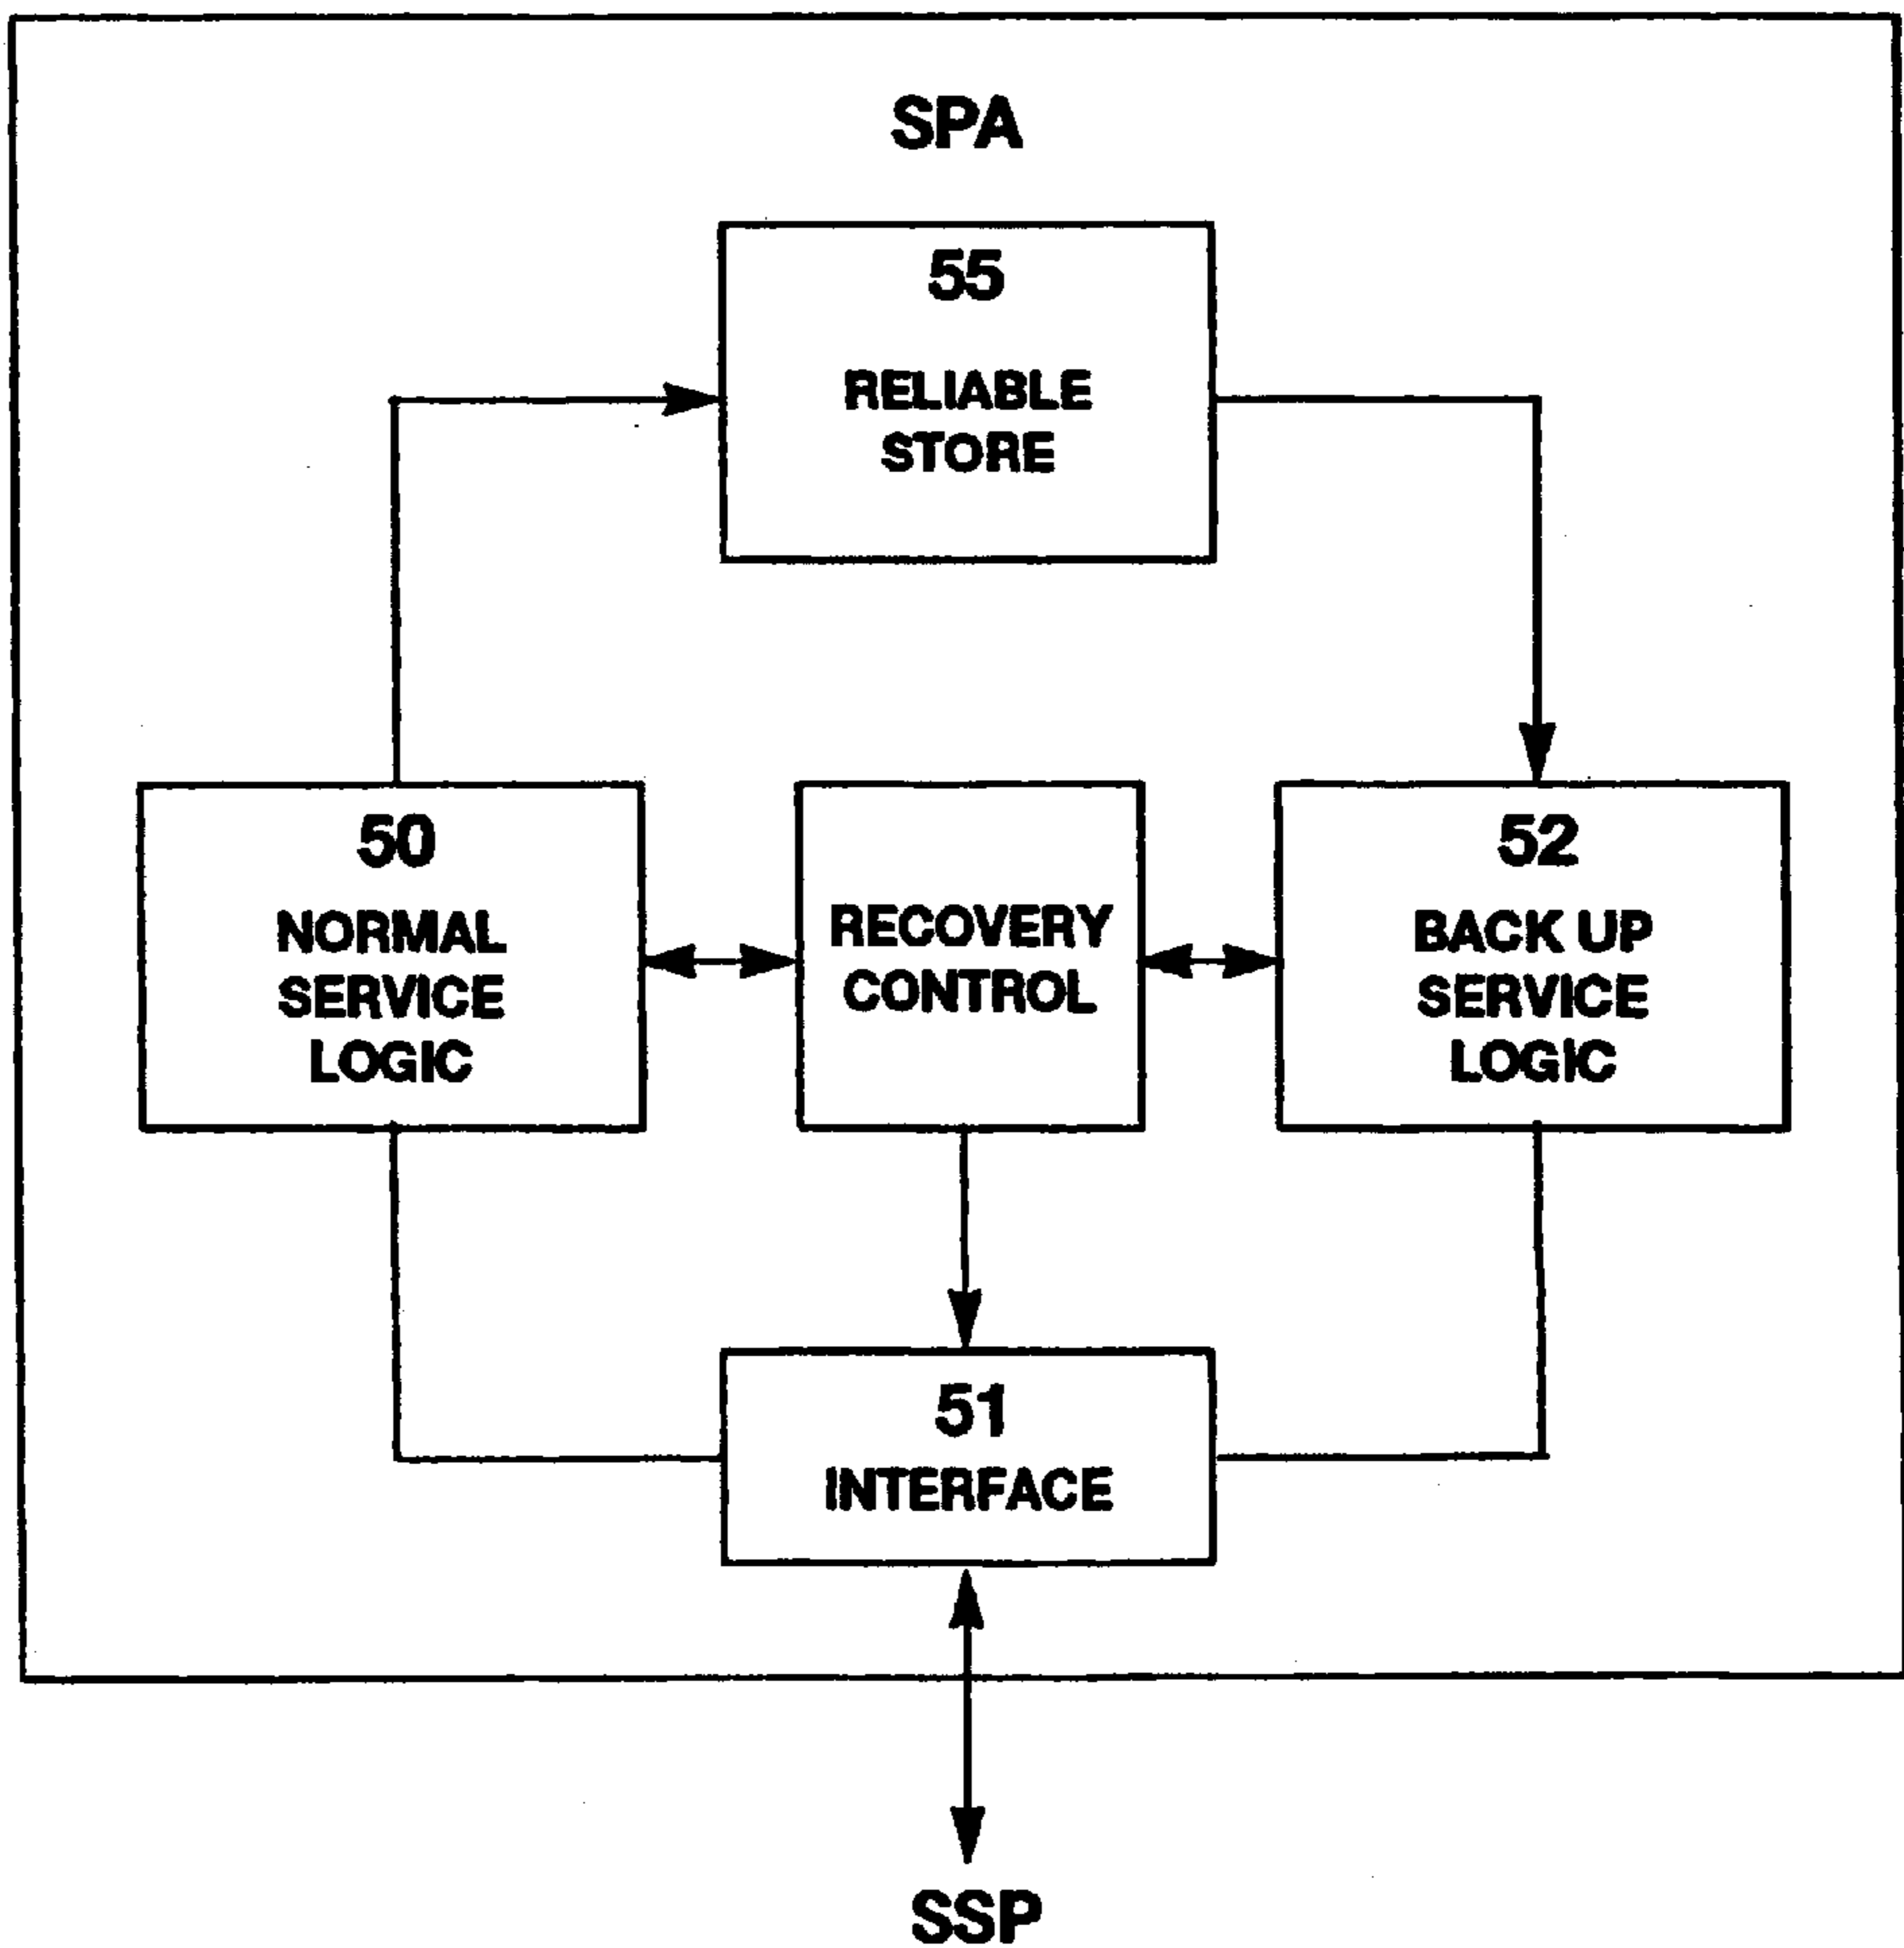 SPA
55
RELIABLE
STORE
50
NORMAL
SERVICE
LOGIC
RECOVERY
CONTROL
52
BACK UP
SERVICE
LOGIC
51
INTERFACE
SSP